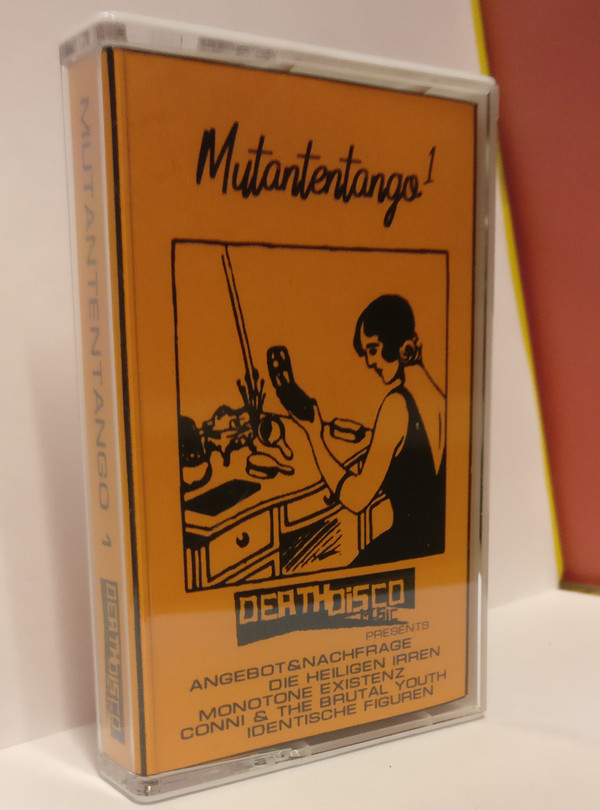 Mutantentango 1
DEATHDiSCO
MUSiC
PRESENTS
ANGEBOT&NACHFRAGE
DIE HEILIGEN IRREN
MONOTONE EXISTENZ
CONNI & THE BRUTAL YOUTH
IDENTISCHE FIGUREN
MUTANTENTANGO 1
DEATHDiSCO